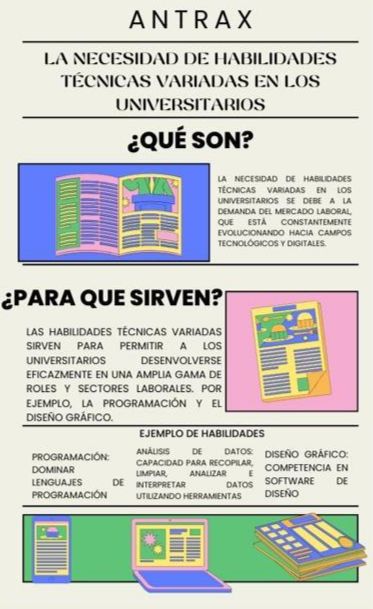 ANTRAX
LA NECESIDAD DE HABILIDADES
TÉCNICAS VARIADAS EN LOS
UNIVERSITARIOS
¿QUÉ SON?
LA NECESIDAD DE HABILIDADES
TÉCNICAS VARIADAS EN LOS
UNIVERSITARIOS SE DEBE A LA
DEMANDA DEL MERCADO LABORAL,
QUE ESTÁ CONSTANTEMENTE
EVOLUCIONANDO HACIA CAMPOS
TECNOLÓGICOS Y DIGITALES.
¿PARA QUE SIRVEN?
LAS HABILIDADES TÉCNICAS VARIADAS
SIRVEN PARA PERMITIR A LOS
UNIVERSITARIOS DESENVOLVERSE
EFICAZMENTE EN UNA AMPLIA GAMA DE
ROLES Y SECTORES LABORALES. POR
EJEMPLO, LA PROGRAMACIÓN Y EL
DISEÑO GRÁFICO.
EJEMPLO DE HABILIDADES
PROGRAMACIÓN:
DOMINAR
LENGUAJES DE
PROGRAMACIÓN
ANÁLISIS DE DATOS:
CAPACIDAD PARA RECOPILAR,
LIMPIAR, ANALIZAR E
INTERPRETAR DATOS
UTILIZANDO HERRAMIENTAS
DISEÑO GRÁFICO:
COMPETENCIA EN
SOFTWARE DE
DISEÑO